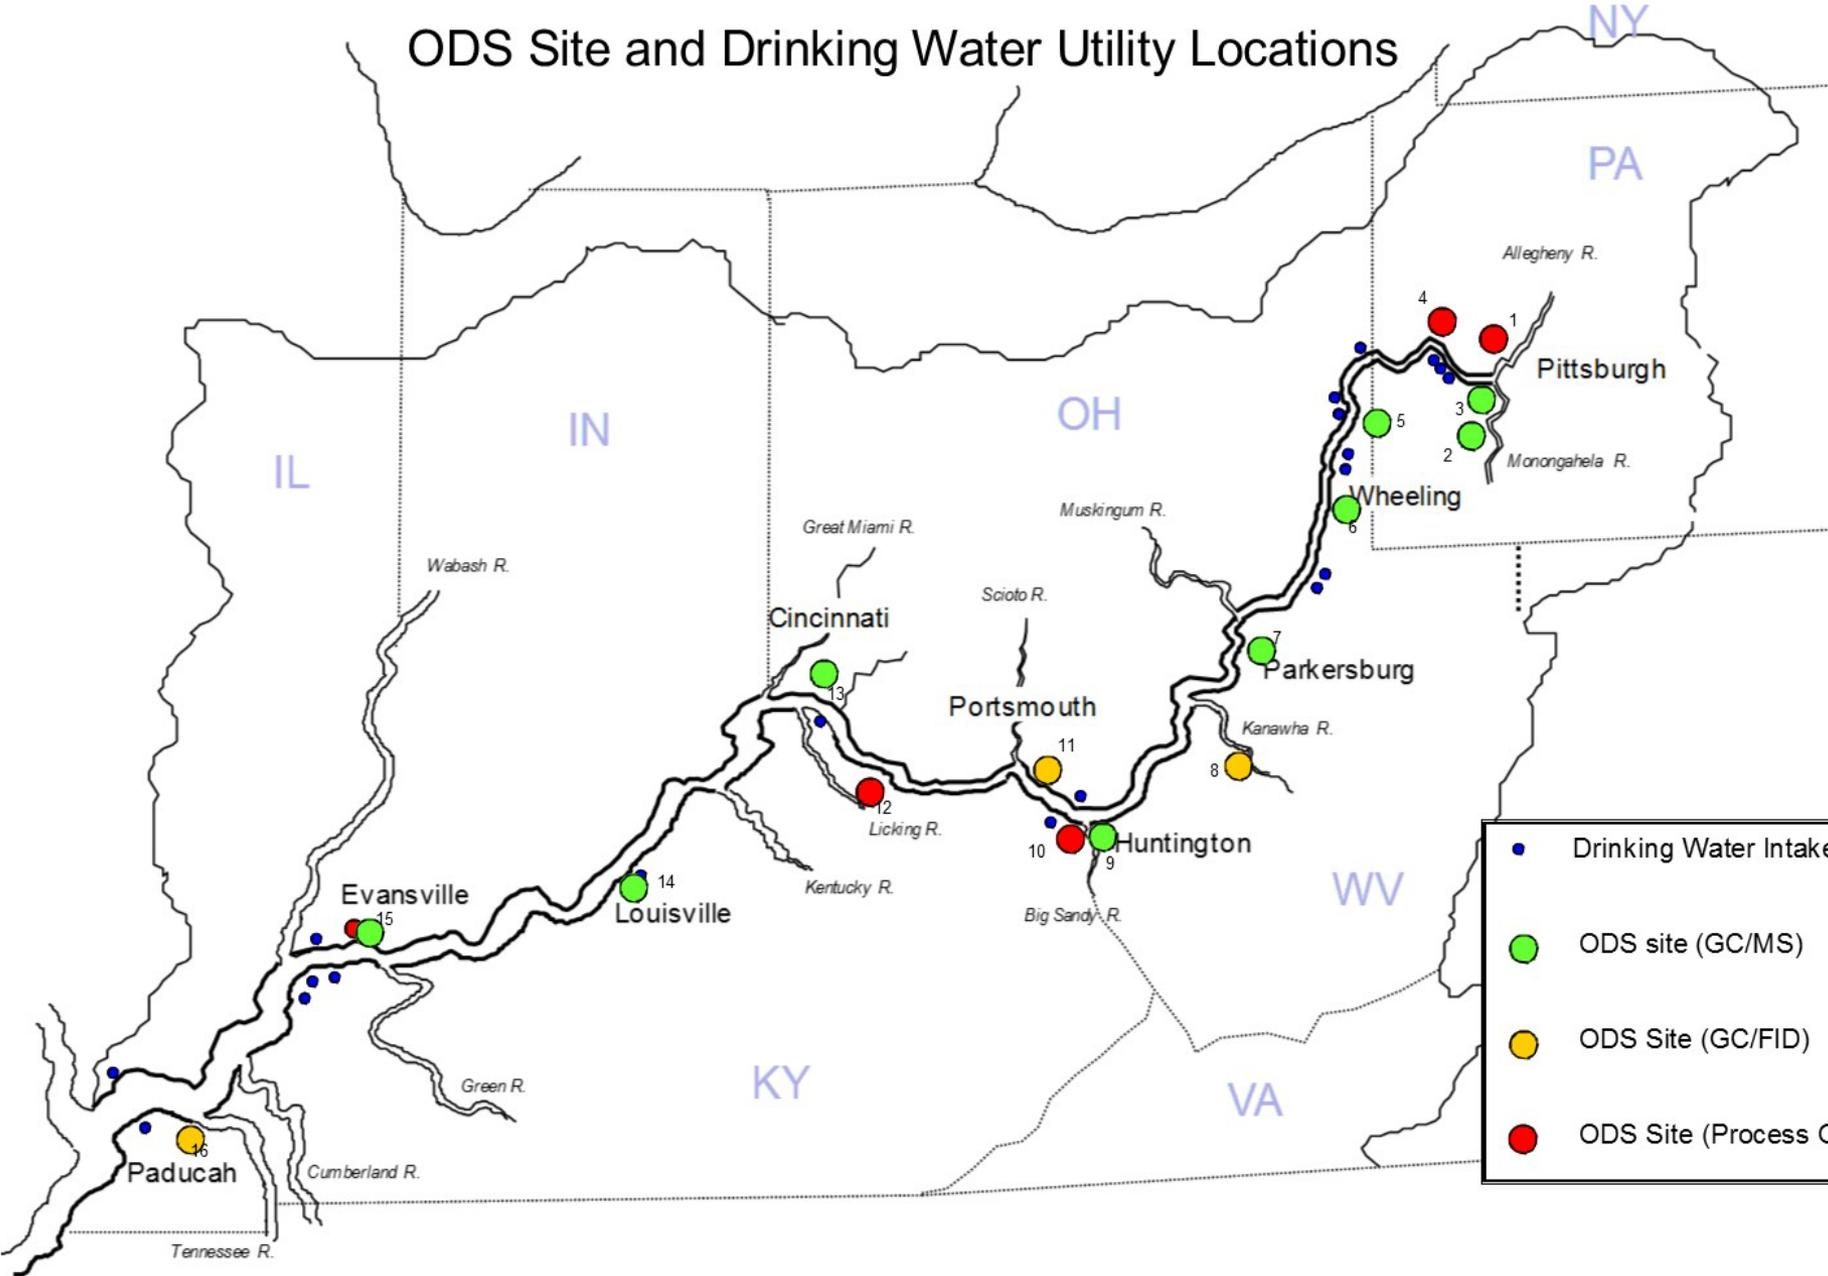 ODS Site and Drinking Water Utility Locations
NY
PA
Allegheny R.
4
1
Pittsburgh
3
5
2
Monongahela R.
OH
IN
IL
Wheeling
6
Muskingum R.
Great Miami R.
Wabash R.
Scioto R.
Cincinnati
7
Parkersburg
13
Portsmouth
Kanawha R.
11
8
12
Licking R.
10
Huntington
9
Kentucky R.
14
Louisville
Big Sandy R.
WV
Evansville
15
KY
VA
Green R.
16
Paducah
Cumberland R.
Tennessee R.
Drinking Water Intake
ODS site (GC/MS)
ODS Site (GC/FID)
ODS Site (Process